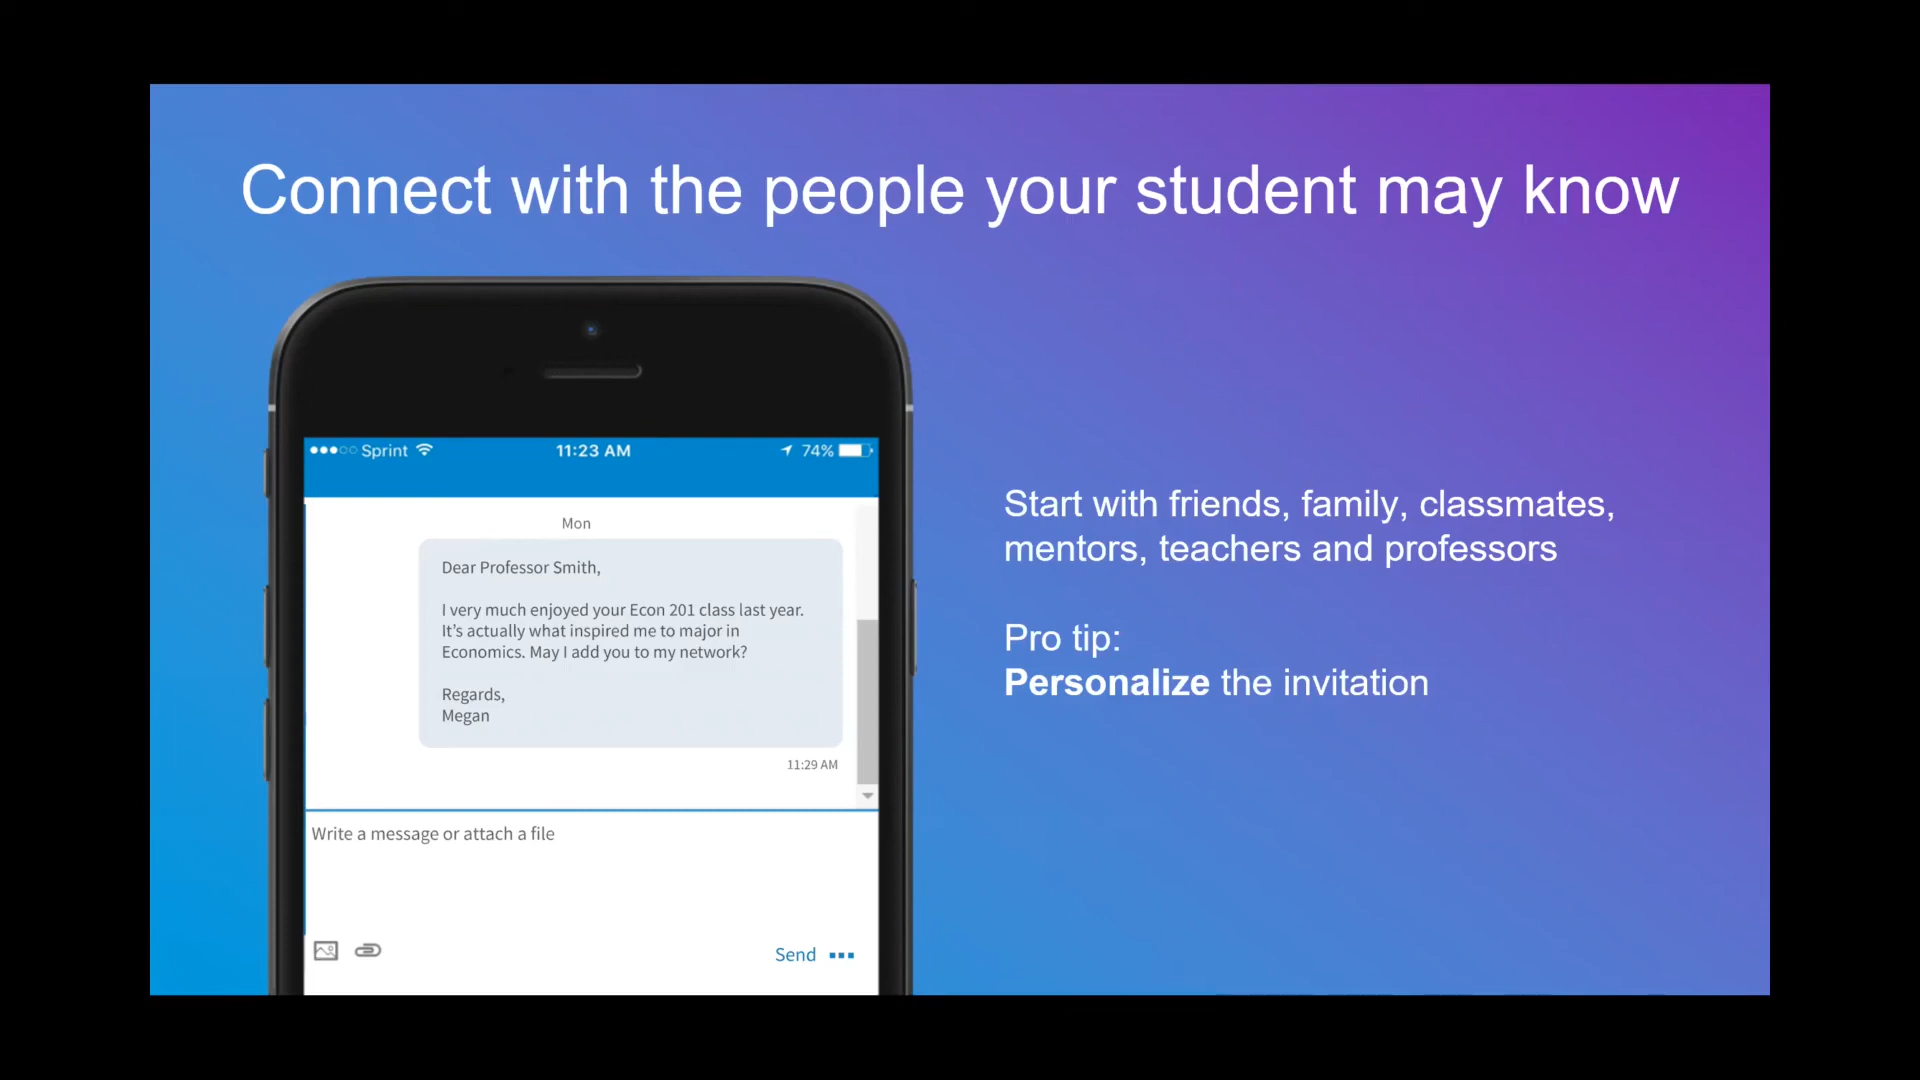 Connect with the people your student may know
Sprint 11:23 AM 74%
Mon
Dear Professor Smith,
I very much enjoyed your Econ 201 class last year.
It's actually what inspired me to major in
Economics. May I add you to my network?
Regards,
Megan
11:29 AM
Write a message or attach a file
Send
Start with friends, family, classmates,
mentors, teachers and professors
Pro tip:
Personalize the invitation